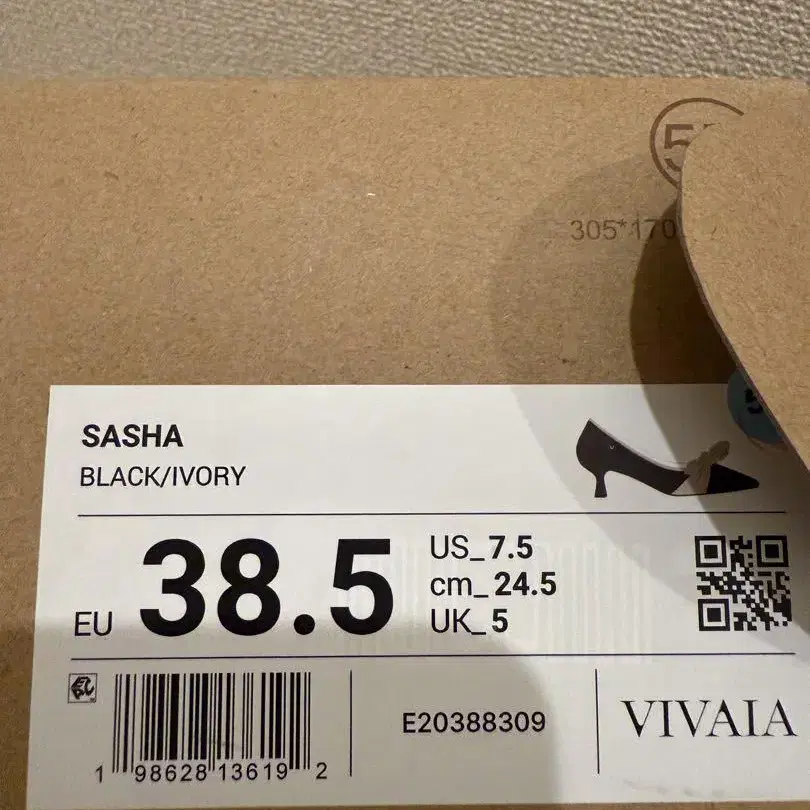 305*170
SASHA
BLACK/IVORY
EU 38.5
US_7.5
cm_24.5
UK_5
1 98628 13619 2
E20388309
VIVAIA